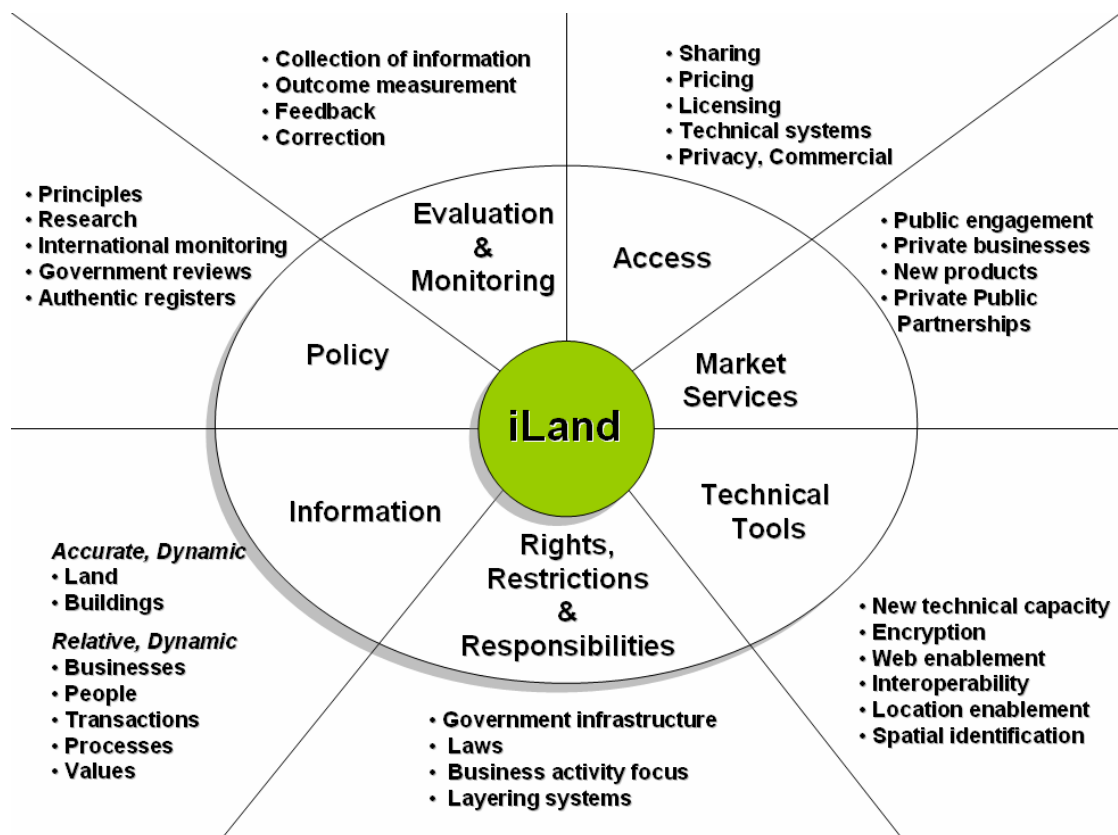 • Collection of information
• Outcome measurement
• Feedback
• Correction
• Sharing
• Pricing
• Licensing
• Technical systems
• Privacy, Commercial
• Principles
• Research
• International monitoring
• Government reviews
• Authentic registers
• Public engagement
• Private businesses
• New products
• Private Public
Partnerships
Evaluation
&
Monitoring
Access
Policy
Market
Services
iLand
Information
Technical
Tools
Rights,
Restrictions
&
Responsibilities
Accurate, Dynamic
• Land
• Buildings
Relative, Dynamic
• Businesses
• People
• Transactions
• Processes
• Values
• Government infrastructure
• Laws
• Business activity focus
• Layering systems
• New technical capacity
• Encryption
• Web enablement
• Interoperability
• Location enablement
• Spatial identification